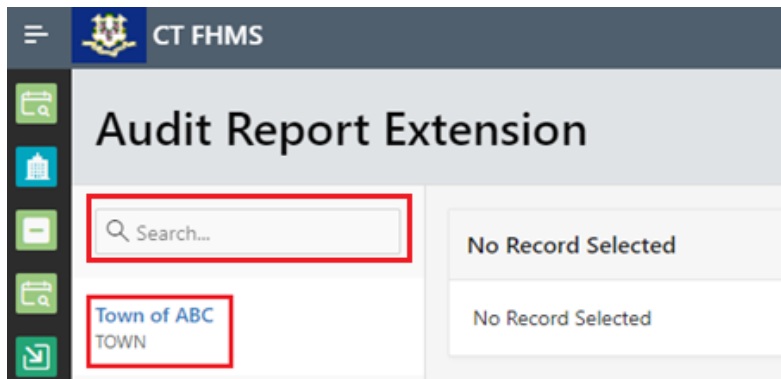 CT FHMS
Audit Report Extension
Search...
No Record Selected
Town of ABC
TOWN
No Record Selected